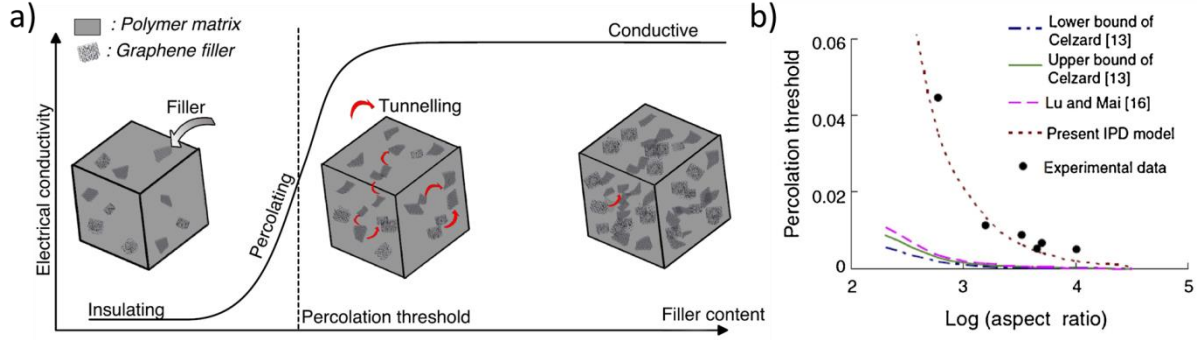 a)
: Polymer matrix
: Graphene filler
Conductive
Filler
Tunnelling
Electrical conductivity
Percolating
Insulating
Percolation threshold
Filler content
b)
Percolation threshold
0.06
0.04
0.02
0
Lower bound of
Celzard [13]
Upper bound of
Celzard [13]
Lu and Mai [16]
Present IPD model
Experimental data
2
3
4
5
Log (aspect ratio)